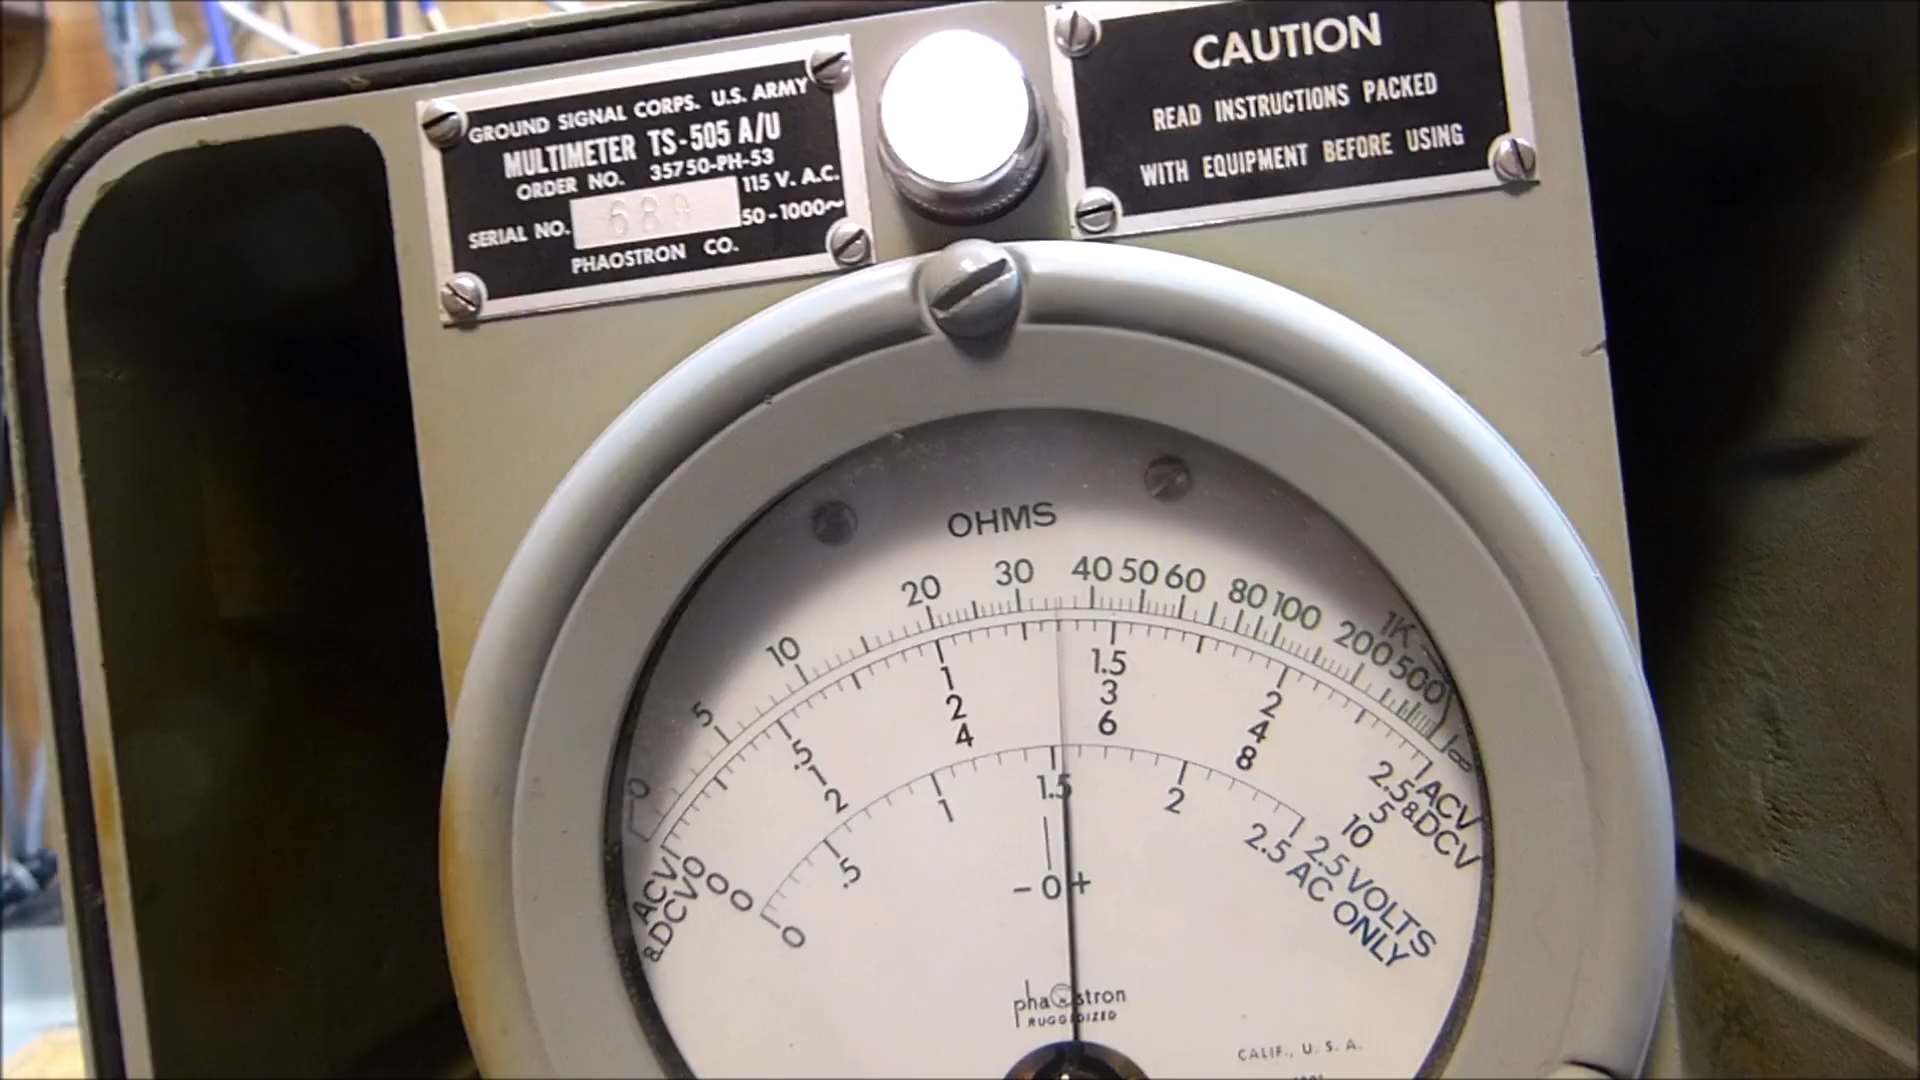 GROUND SIGNAL CORPS. U.S. ARMY
MULTIMETER TS-505 A/U
ORDER NO. 35750-PH-53
115 V. A.C.
SERIAL NO. 689 50-1000~
PHAOSTRON CO.
CAUTION
READ INSTRUCTIONS PACKED
WITH EQUIPMENT BEFORE USING
OHMS
0 5 10 20 30 40 50 60 80 100 200 500 1K ∞
ACV &DCV 0 .5 1 1.5 2 2.5 ACV &DCV
0 1 2 3 4 5
0 2 4 6 8 10
0 .5 1 1.5 2 2.5 VOLTS
2.5 AC ONLY
- 0 +
phaostron
RUGGEDIZED
CALIF., U. S. A.